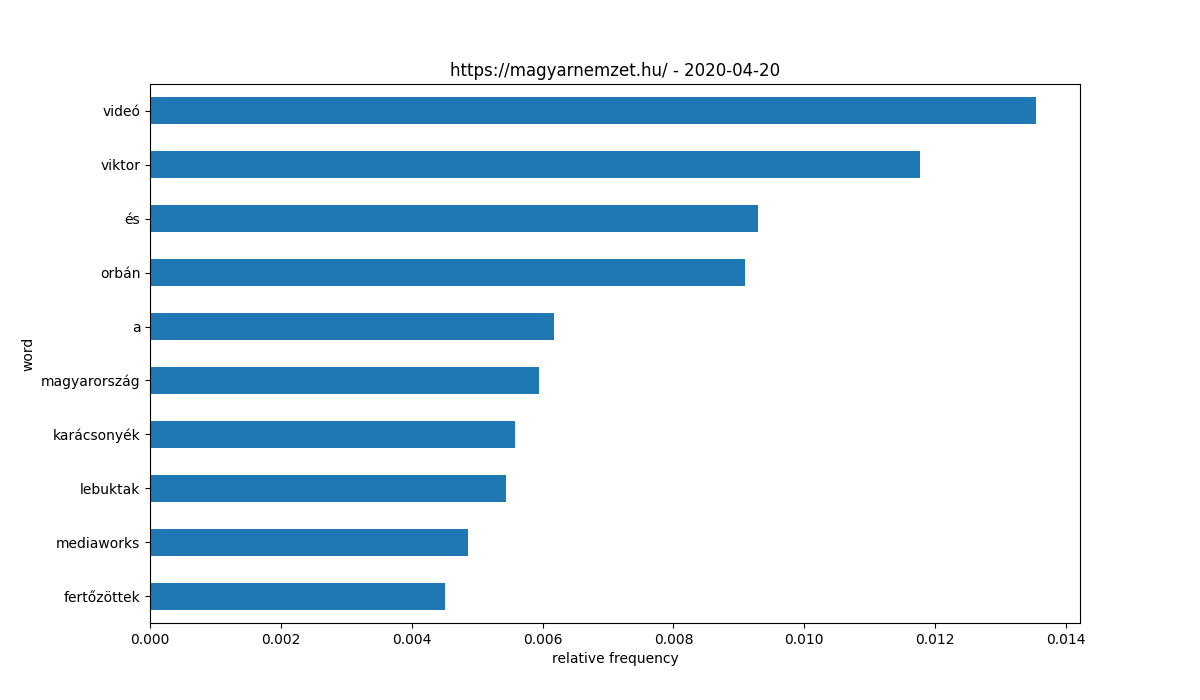 https://magyarnemzet.hu/ - 2020-04-20
videó
viktor
és
orbán
a
magyarország
karácsonyék
lebuktak
mediaworks
fertőzöttek
word
0.000 0.002 0.004 0.006 0.008 0.010 0.012 0.014
relative frequency